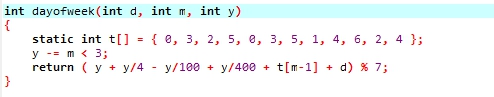 int dayofweek(int d, int m, int y)
{
    static int t[] = { 0, 3, 2, 5, 0, 3, 5, 1, 4, 6, 2, 4 };
    y -= m < 3;
    return ( y + y/4 - y/100 + y/400 + t[m-1] + d) % 7;
}